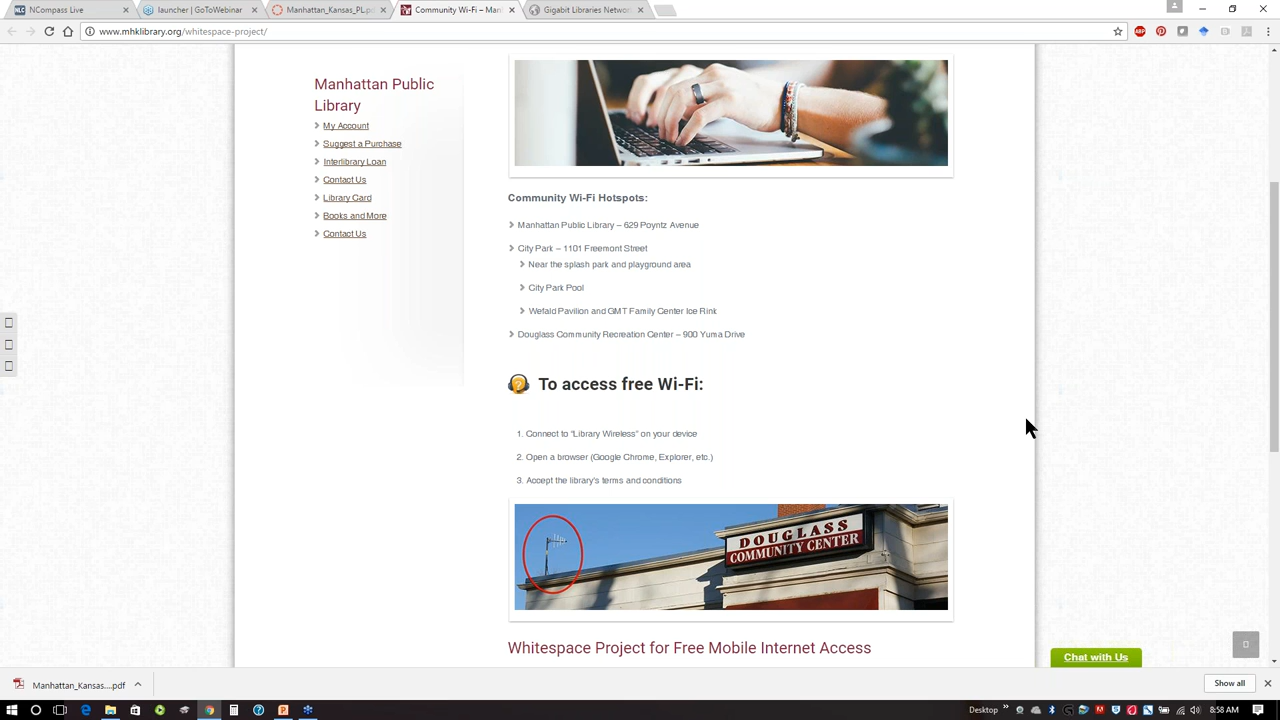 NCompass Live
launcher | GoToWebinar
Manhattan_Kansas_PL.pd
Community Wi-Fi – Man
Gigabit Libraries Networ
www.mhklibrary.org/whitespace-project/
Manhattan Public
Library
My Account
Suggest a Purchase
Interlibrary Loan
Contact Us
Library Card
Books and More
Contact Us
Community Wi-Fi Hotspots:
Manhattan Public Library – 629 Poyntz Avenue
City Park – 1101 Freemont Street
Near the splash park and playground area
City Park Pool
Wefald Pavilion and GMT Family Center Ice Rink
Douglass Community Recreation Center – 900 Yuma Drive
To access free Wi-Fi:
1. Connect to “Library Wireless” on your device
2. Open a browser (Google Chrome, Explorer, etc.)
3. Accept the library's terms and conditions
DOUGLASS
COMMUNITY CENTER
Whitespace Project for Free Mobile Internet Access
Chat with Us
Manhattan_Kansas....pdf
Show all
Desktop
8:58 AM